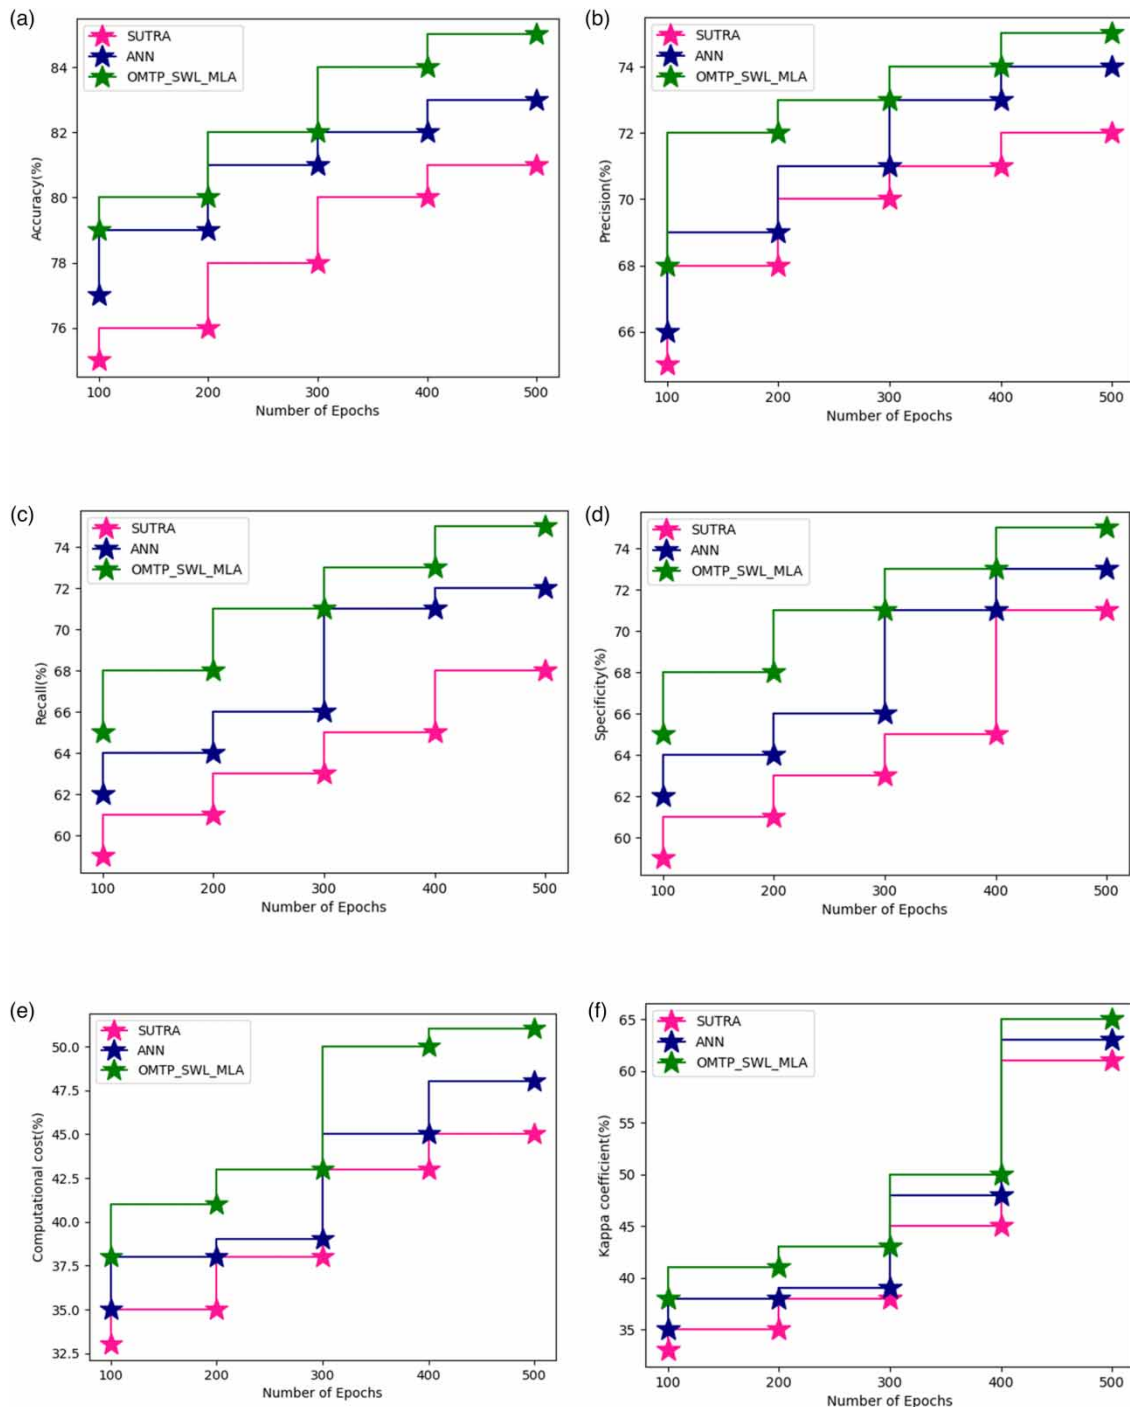 (a)
SUTRA
ANN
OMTP_SWL_MLA
84
82
80
78
76
Accuracy(%)
100 200 300 400 500
Number of Epochs
(b)
SUTRA
ANN
OMTP_SWL_MLA
74
72
70
68
66
Precision(%)
100 200 300 400 500
Number of Epochs
(c)
SUTRA
ANN
OMTP_SWL_MLA
74
72
70
68
66
64
62
60
Recall(%)
100 200 300 400 500
Number of Epochs
(d)
SUTRA
ANN
OMTP_SWL_MLA
74
72
70
68
66
64
62
60
Specificity(%)
100 200 300 400 500
Number of Epochs
(e)
SUTRA
ANN
OMTP_SWL_MLA
50.0
47.5
45.0
42.5
40.0
37.5
35.0
32.5
Computational cost(%)
100 200 300 400 500
Number of Epochs
(f)
SUTRA
ANN
OMTP_SWL_MLA
65
60
55
50
45
40
35
Kappa coefficient(%)
100 200 300 400 500
Number of Epochs